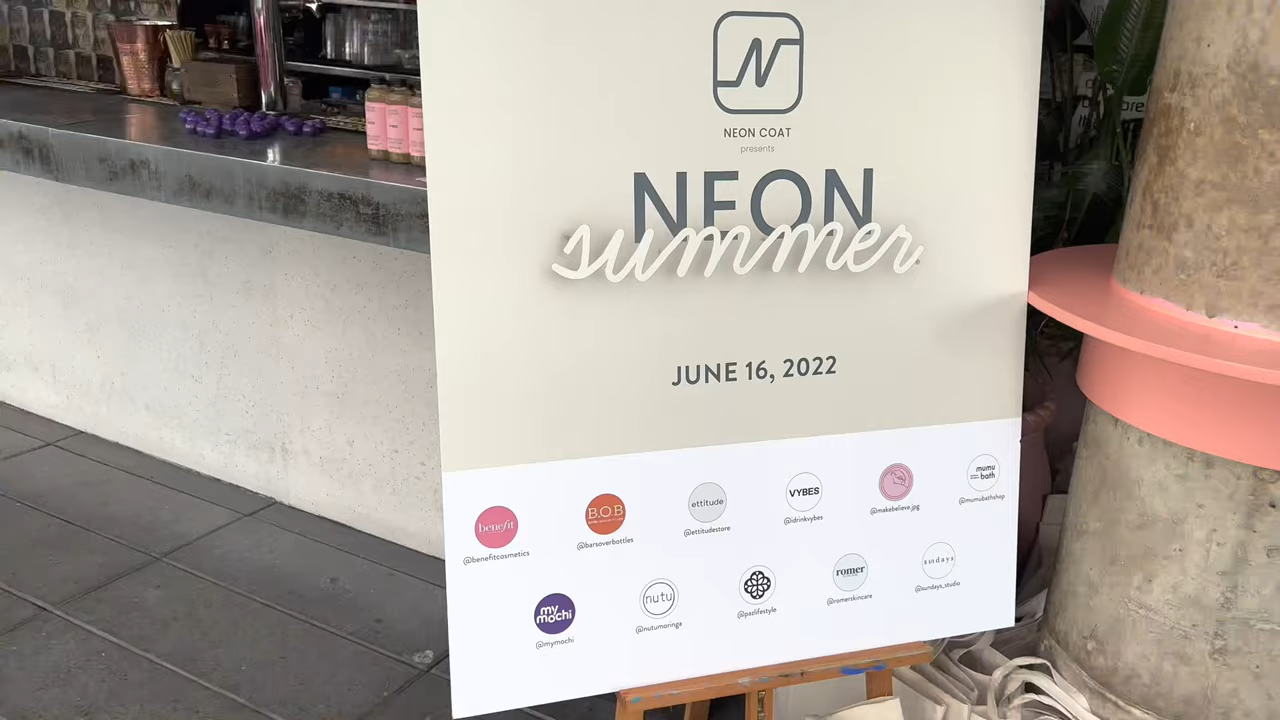 N
NEON COAT
presents
NEON
summer
JUNE 16, 2022
benefit
@benefitcosmetics
B.O.B
@barsoverbottles
ettitude
@ettitudestore
VYBES
@idrinkvybes
@makebelieve.jpg
mumu
bath
@mumubathshop
my
mochi
@mymochi
nutu
@nutumoringa
@pazlifestyle
romer
@romerskincare
sundays
@sundays_studio